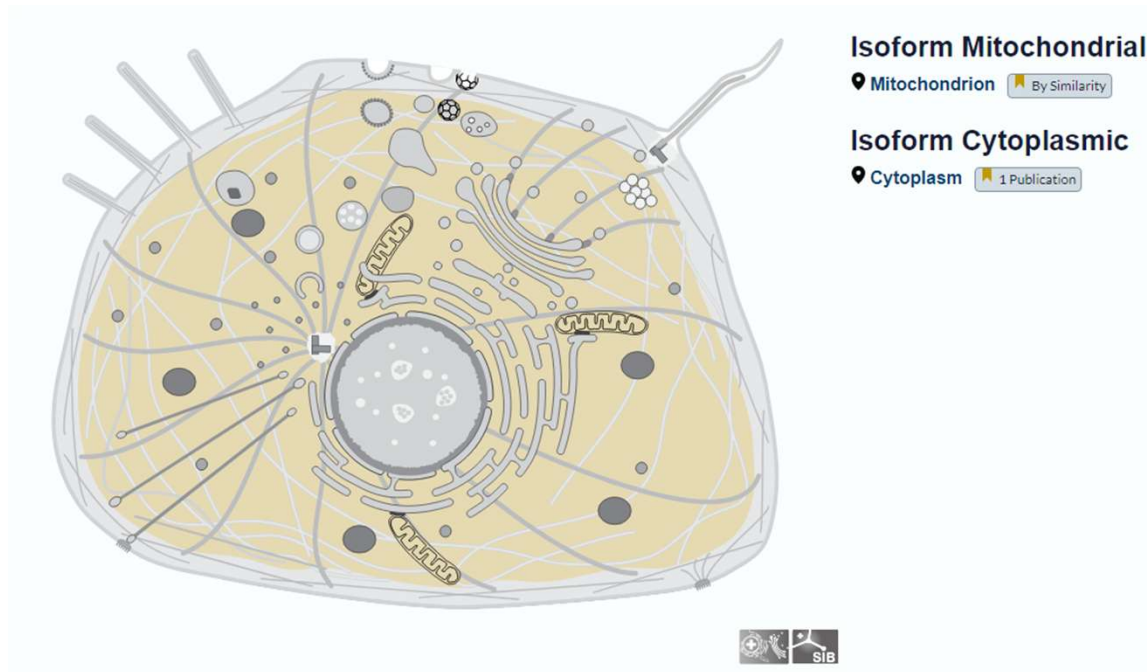 Isoform Mitochondrial
Mitochondrion By Similarity
Isoform Cytoplasmic
Cytoplasm 1 Publication
SIB